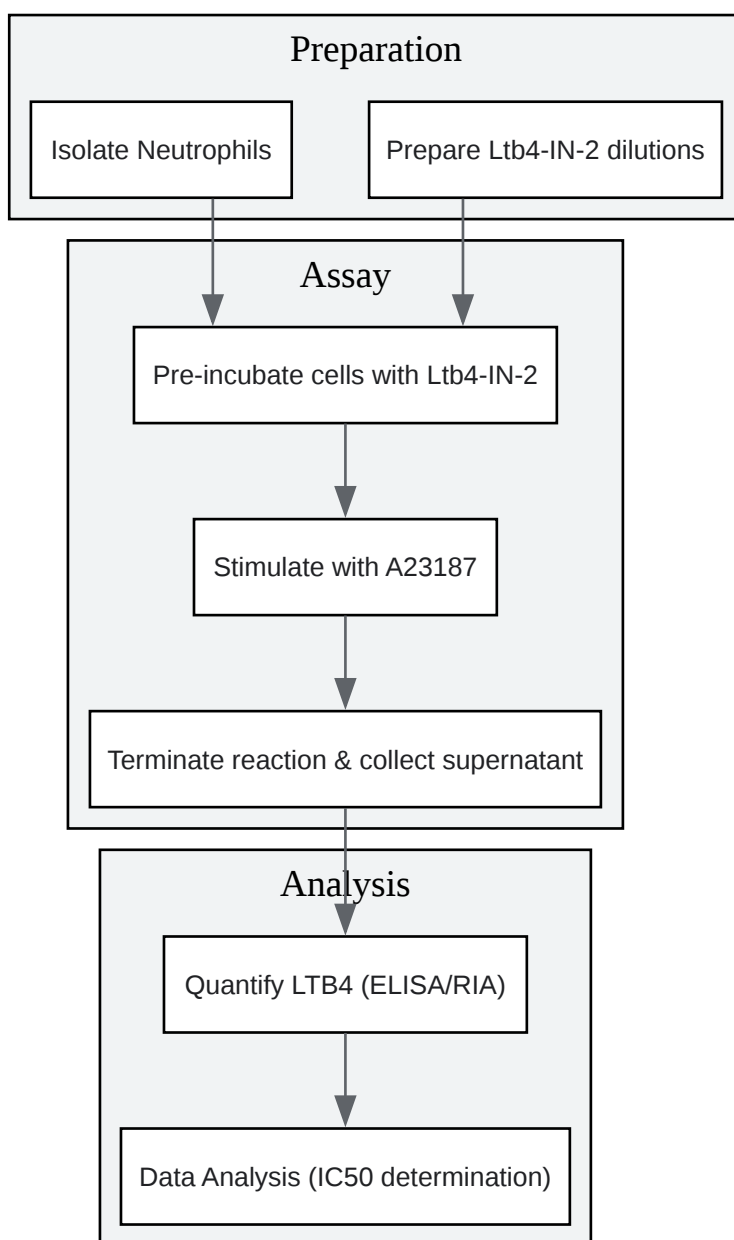 Preparation
Isolate Neutrophils
Prepare Ltb4-IN-2 dilutions
Assay
Pre-incubate cells with Ltb4-IN-2
Stimulate with A23187
Terminate reaction & collect supernatant
Analysis
Quantify LTB4 (ELISA/RIA)
Data Analysis (IC50 determination)